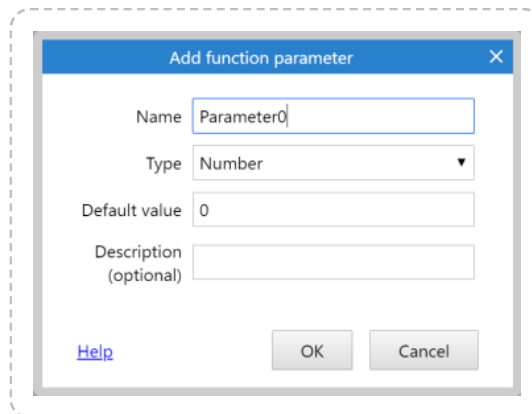 Add function parameter
Name Parameter0
Type Number
Default value 0
Description
(optional)
Help OK Cancel